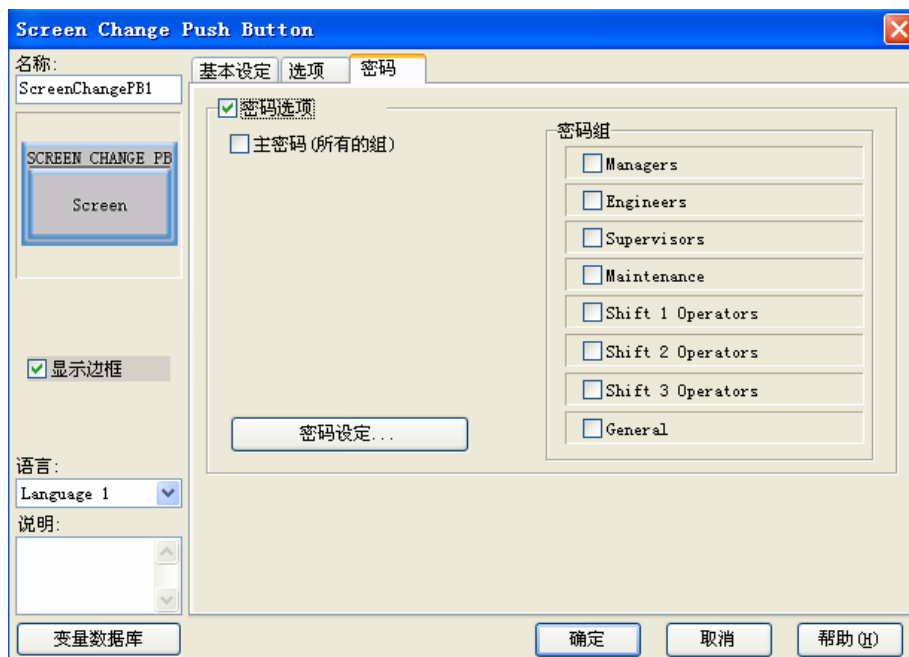 Screen Change Push Button
名称:
ScreenChangePB1
SCREEN CHANGE PB
Screen
显示边框
语言:
Language 1
说明:
变量数据库
基本设定
选项
密码
密码选项
主密码(所有的组)
密码设定...
密码组
Managers
Engineers
Supervisors
Maintenance
Shift 1 Operators
Shift 2 Operators
Shift 3 Operators
General
确定
取消
帮助(H)